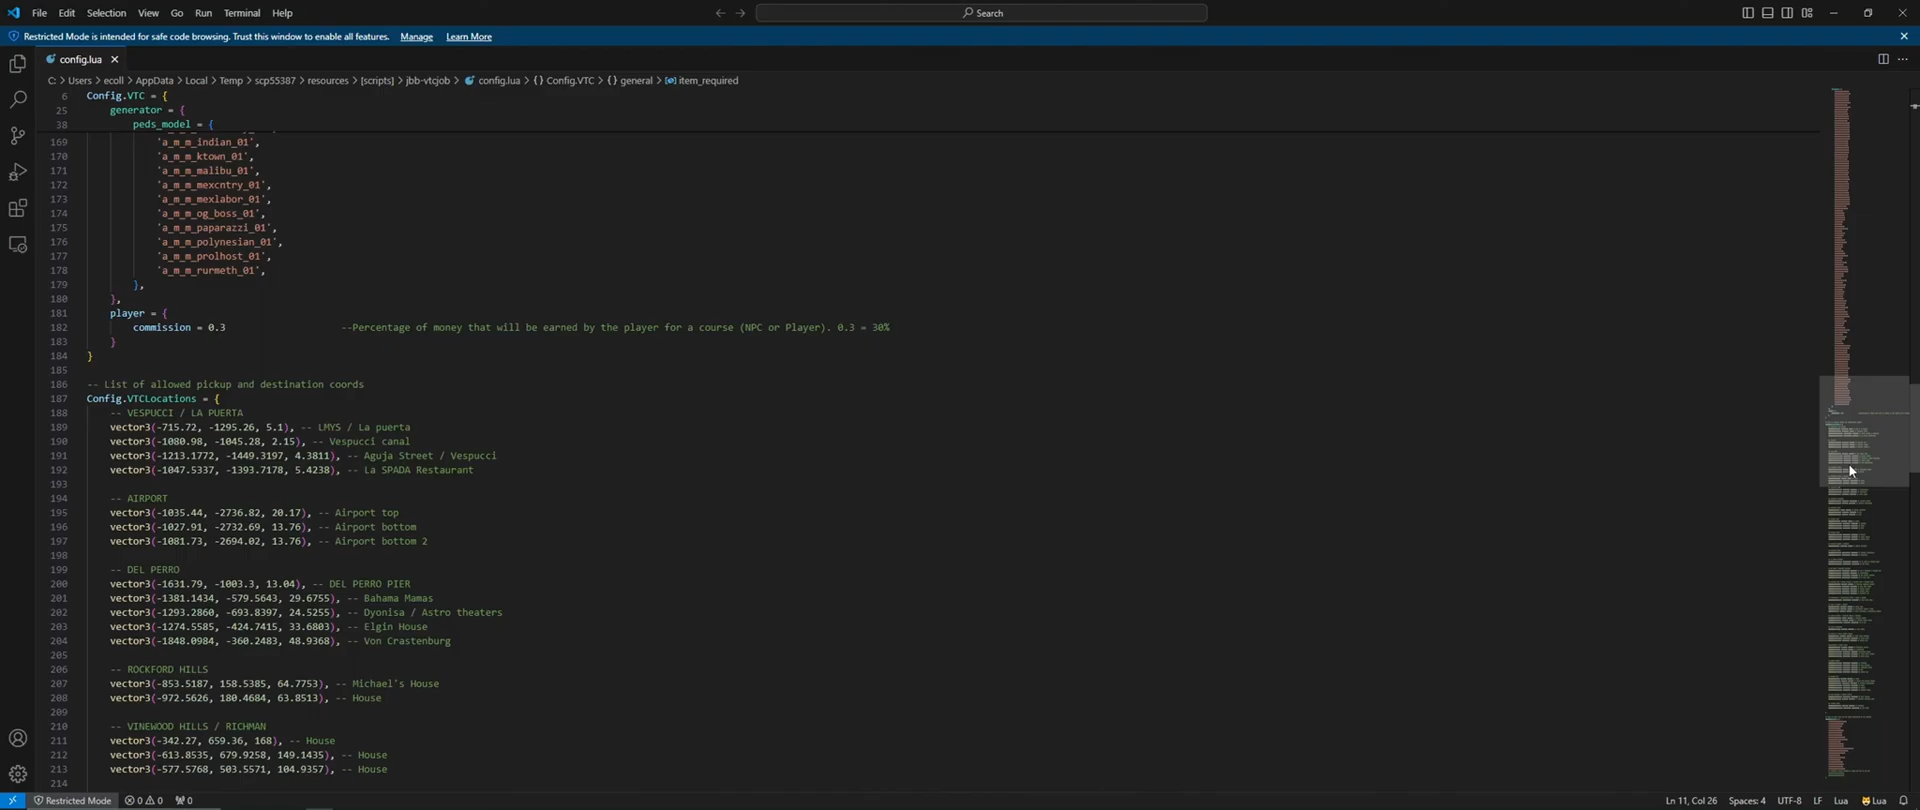 File Edit Selection View Go Run Terminal Help Search
Restricted Mode is intended for safe code browsing. Trust this window to enable all features. Manage Learn More
config.lua
C: > Users > ecoll > AppData > Local > Temp > scp55387 > resources > [scripts] > jbb-vtcjob > config.lua > {} Config.VTC > {} general > item_required
6 Config.VTC = {
25 generator = {
38 peds_model = {
169 'a_m_m_indian_01',
170 'a_m_m_ktown_01',
171 'a_m_m_malibu_01',
172 'a_m_m_mexcntry_01',
173 'a_m_m_mexlabor_01',
174 'a_m_m_og_boss_01',
175 'a_m_m_paparazzi_01',
176 'a_m_m_polynesian_01',
177 'a_m_m_prolhost_01',
178 'a_m_m_rurmeth_01',
179 },
180 },
181 player = {
182 commission = 0.3 --Percentage of money that will be earned by the player for a course (NPC or Player). 0.3 = 30%
183 }
184 }
185
186 -- List of allowed pickup and destination coords
187 Config.VTCLocations = {
188 -- VESPUCCI / LA PUERTA
189 vector3(-715.72, -1295.26, 5.1), -- LMYS / La puerta
190 vector3(-1080.98, -1045.28, 2.15), -- Vespucci canal
191 vector3(-1213.1772, -1449.3197, 4.3811), -- Aguja Street / Vespucci
192 vector3(-1047.5337, -1393.7178, 5.4238), -- La SPADA Restaurant
193
194 -- AIRPORT
195 vector3(-1035.44, -2736.82, 20.17), -- Airport top
196 vector3(-1027.91, -2732.69, 13.76), -- Airport bottom
197 vector3(-1081.73, -2694.02, 13.76), -- Airport bottom 2
198
199 -- DEL PERRO
200 vector3(-1631.79, -1003.3, 13.04), -- DEL PERRO PIER
201 vector3(-1381.1434, -579.5643, 29.6755), -- Bahama Mamas
202 vector3(-1293.2860, -693.8397, 24.5255), -- Dyonisa / Astro theaters
203 vector3(-1274.5585, -424.7415, 33.6803), -- Elgin House
204 vector3(-1848.0984, -360.2483, 48.9368), -- Von Crastenburg
205
206 -- ROCKFORD HILLS
207 vector3(-853.5187, 158.5385, 64.7753), -- Michael's House
208 vector3(-972.5626, 180.4684, 63.8513), -- House
209
210 -- VINEWOOD HILLS / RICHMAN
211 vector3(-342.27, 659.36, 168), -- House
212 vector3(-613.8535, 679.9258, 149.1435), -- House
213 vector3(-577.5768, 503.5571, 104.9357), -- House
214
Restricted Mode 0 0 0 Ln 11, Col 26 Spaces: 4 UTF-8 LF Lua Lua